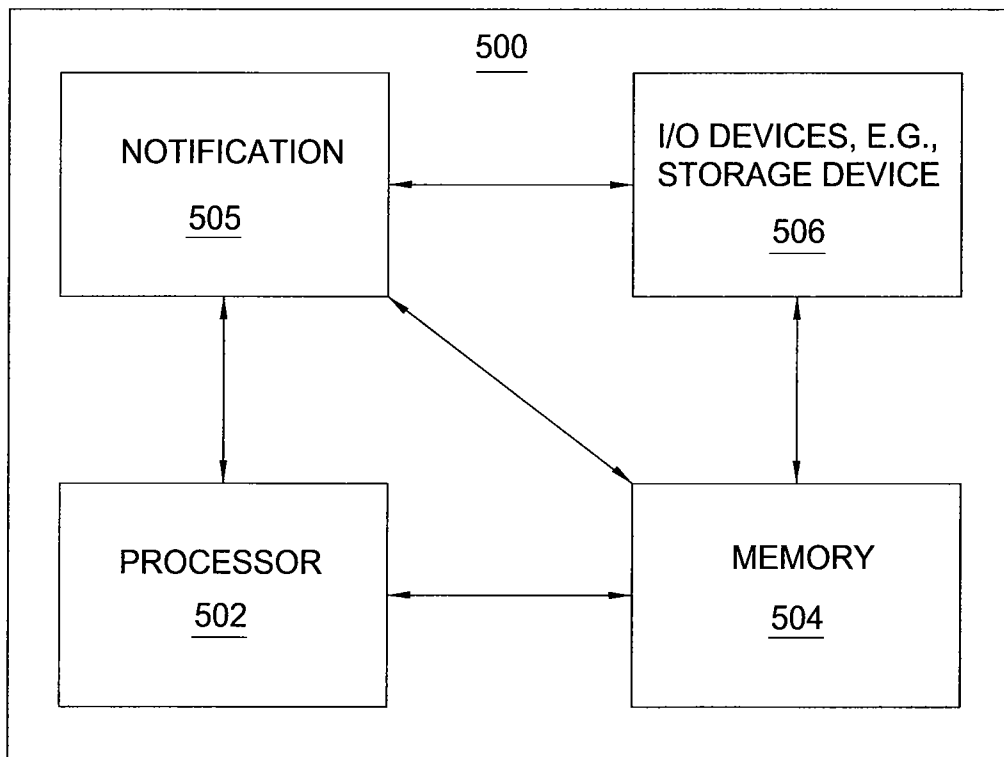 500
NOTIFICATION
505
I/O DEVICES, E.G.,
STORAGE DEVICE
506
PROCESSOR
502
MEMORY
504